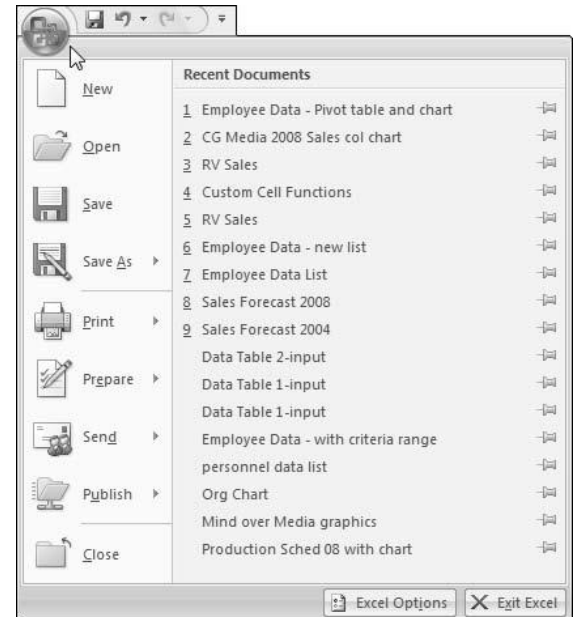 New
Open
Save
Save As
Print
Prepare
Send
Publish
Close
Recent Documents
1 Employee Data - Pivot table and chart
2 CG Media 2008 Sales col chart
3 RV Sales
4 Custom Cell Functions
5 RV Sales
6 Employee Data - new list
7 Employee Data List
8 Sales Forecast 2008
9 Sales Forecast 2004
Data Table 2-input
Data Table 1-input
Data Table 1-input
Employee Data - with criteria range
personnel data list
Org Chart
Mind over Media graphics
Production Sched 08 with chart
Excel Options
Exit Excel